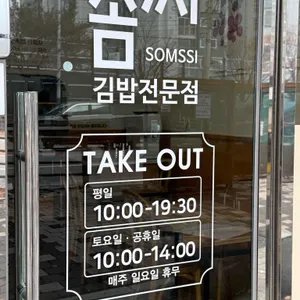 솜씨
SOMSSI
김밥전문점
TAKE OUT
평일
10:00-19:30
토요일·공휴일
10:00-14:00
매주 일요일 휴무